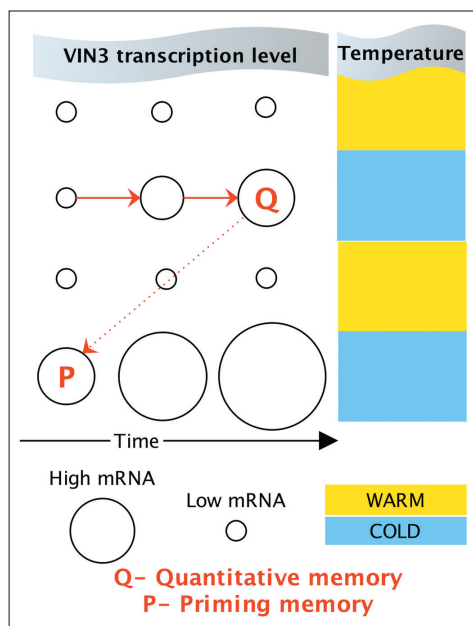 VIN3 transcription level
Temperature
Q
P
Time
High mRNA
Low mRNA
WARM
COLD
Q- Quantitative memory
P- Priming memory